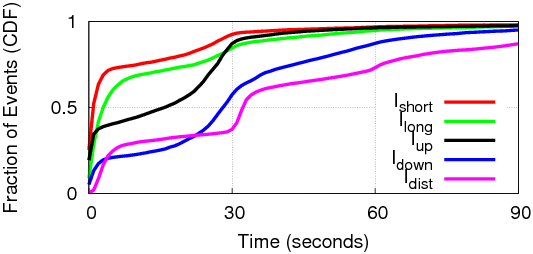 Fraction of Events (CDF)
1
0.5
0
I_short
I_long
I_up
I_down
I_dist
0 30 60 90
Time (seconds)